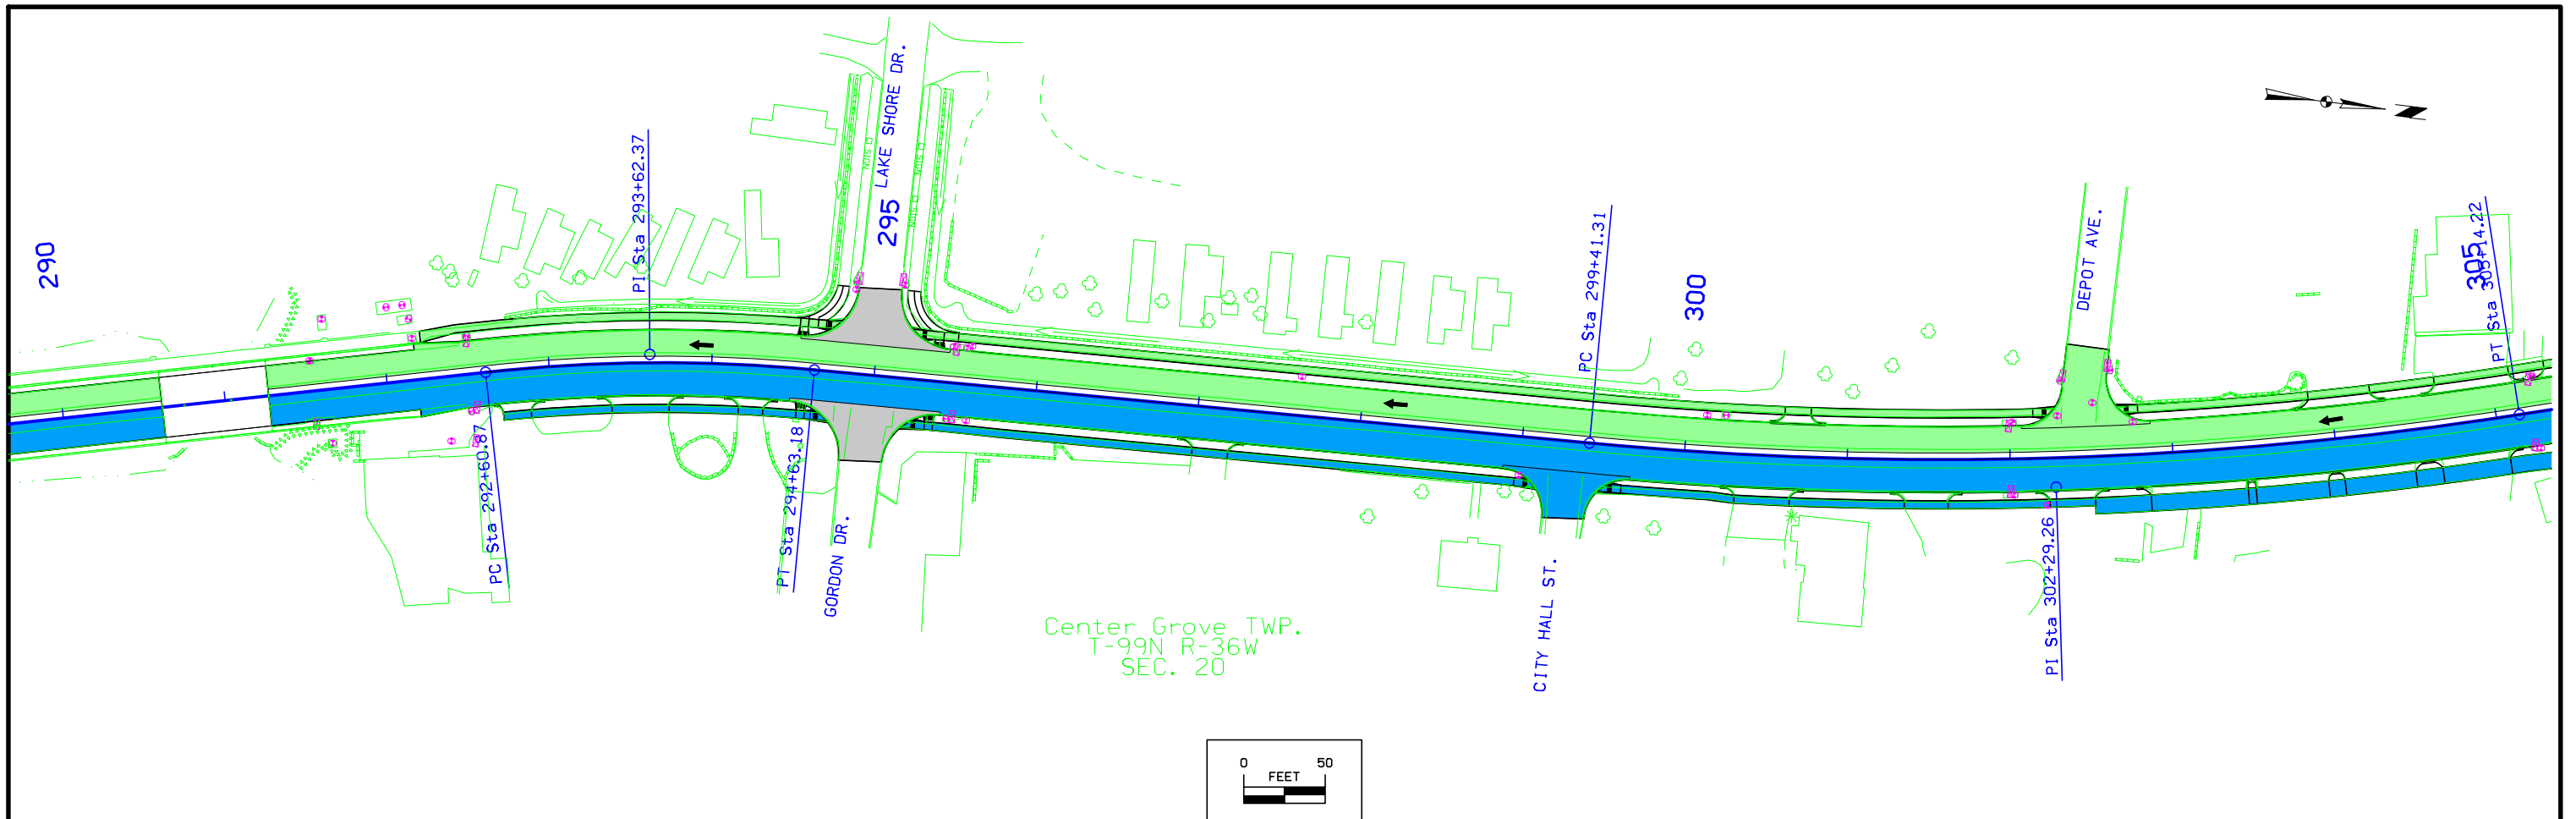 290
PI Sta 293+62.37
295
LAKE SHORE DR.
PC Sta 299+41.31
300
DEPOT AVE.
305
PT Sta 305+14.22
N
PC Sta 292+60.87
PT Sta 294+63.18
GORDON DR.
CITY HALL ST.
PI Sta 302+29.26
Center Grove TWP.
T-99N R-36W
SEC. 20
0 50
FEET